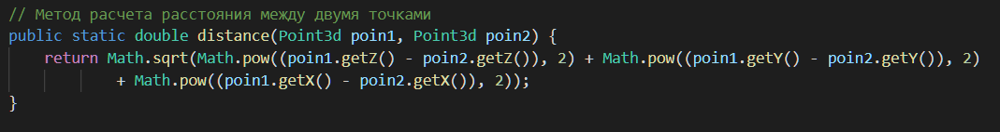 // Метод расчета расстояния между двумя точками
public static double distance(Point3d poin1, Point3d poin2) {
return Math.sqrt(Math.pow((poin1.getZ() - poin2.getZ()), 2) + Math.pow((poin1.getY() - poin2.getY()), 2)
+ Math.pow((poin1.getX() - poin2.getX()), 2));
}